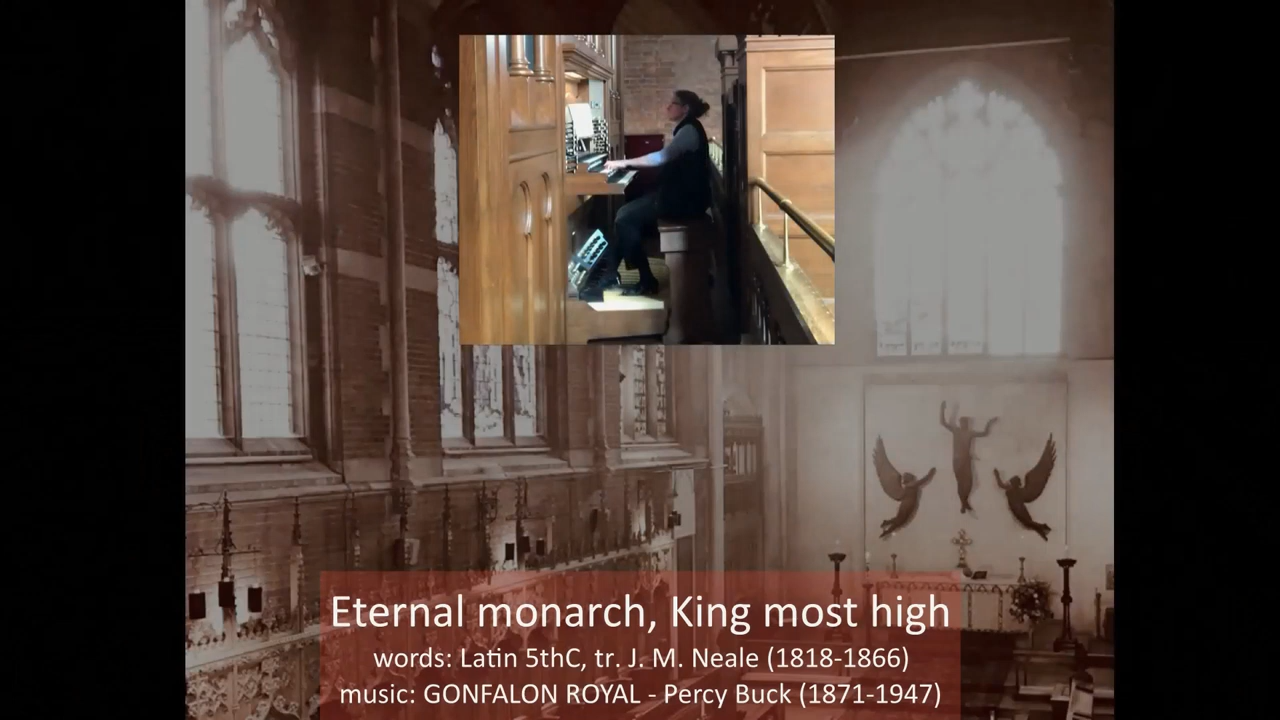 Eternal monarch, King most high
words: Latin 5thC, tr. J. M. Neale (1818-1866)
music: GONFALON ROYAL - Percy Buck (1871-1947)